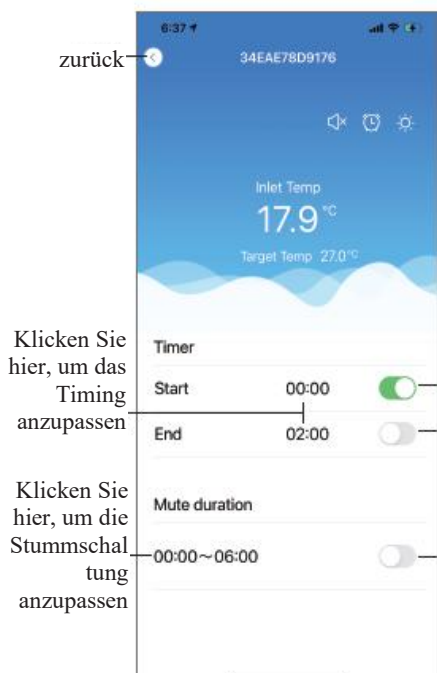 6:37
zurück
34EAE78D9176
Inlet Temp
17.9 °C
Target Temp 27.0°C
Klicken Sie
hier, um das
Timing
anzupassen
Timer
Start 00:00
End 02:00
Klicken Sie
hier, um die
Stummschal
tung
anzupassen
Mute duration
00:00~06:00